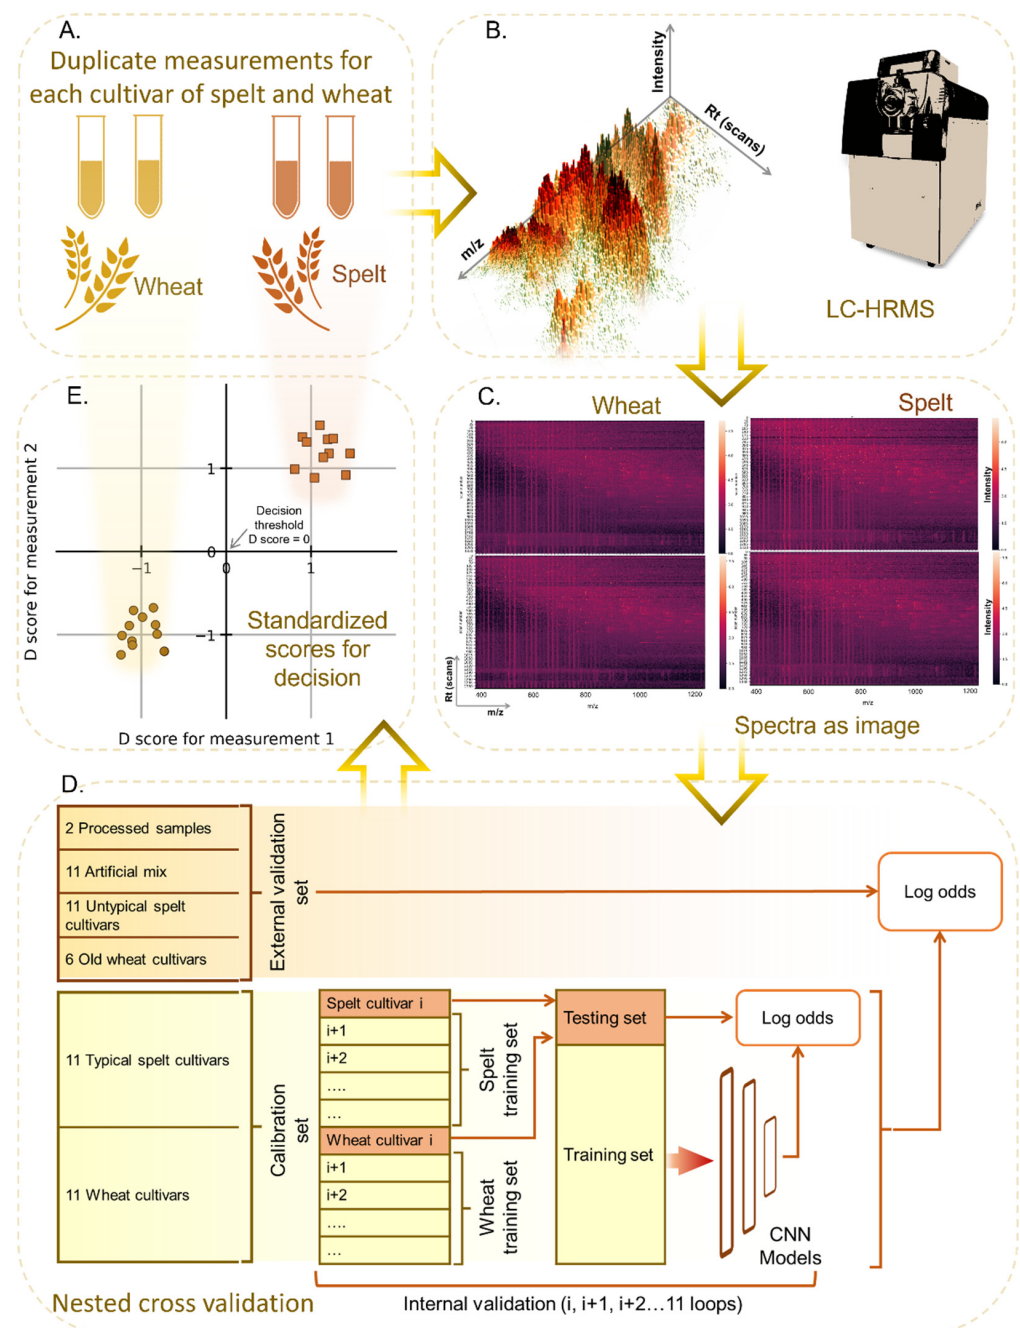 A.
Duplicate measurements for
each cultivar of spelt and wheat
Wheat
Spelt
B.
Intensity
Rt (scans)
m/z
LC-HRMS
C.
Wheat
Spelt
Intensity
Intensity
Rt (scans)
400 600 800 1000 1200
400 600 800 1000 1200
m/z
m/z
m/z
Spectra as image
E.
D score for measurement 2
1
Decision
threshold
D score = 0
0
−1 0 1
−1
Standardized
scores for
decision
D score for measurement 1
D.
2 Processed samples
11 Artificial mix
11 Untypical spelt
cultivars
6 Old wheat cultivars
External validation
set
Log odds
11 Typical spelt cultivars
11 Wheat cultivars
Calibration
set
Spelt cultivar i
i+1
i+2
....
...
Wheat cultivar i
i+1
i+2
....
...
Spelt
training set
Wheat
training set
Testing set
Training set
Log odds
CNN
Models
Nested cross validation
Internal validation (i, i+1, i+2...11 loops)